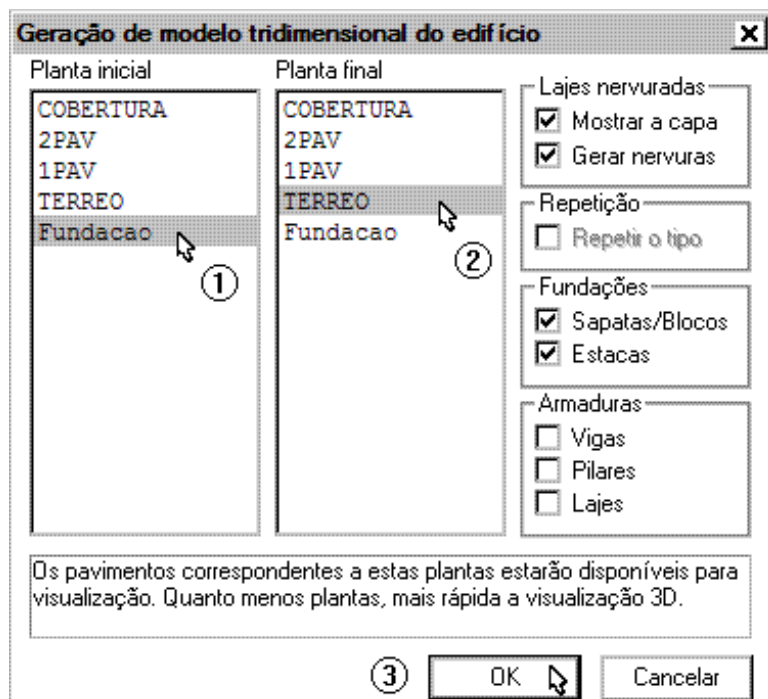 Geração de modelo tridimensional do edifício
Planta inicial
COBERTURA
2PAV
1PAV
TERREO
Fundacao
1
Planta final
COBERTURA
2PAV
1PAV
TERREO
Fundacao
2
Lajes nervuradas
Mostrar a capa
Gerar nervuras
Repetição
Repetir o tipo
Fundações
Sapatas/Blocos
Estacas
Armaduras
Vigas
Pilares
Lajes
Os pavimentos correspondentes a estas plantas estarão disponíveis para
visualização. Quanto menos plantas, mais rápida a visualização 3D.
3
OK
Cancelar